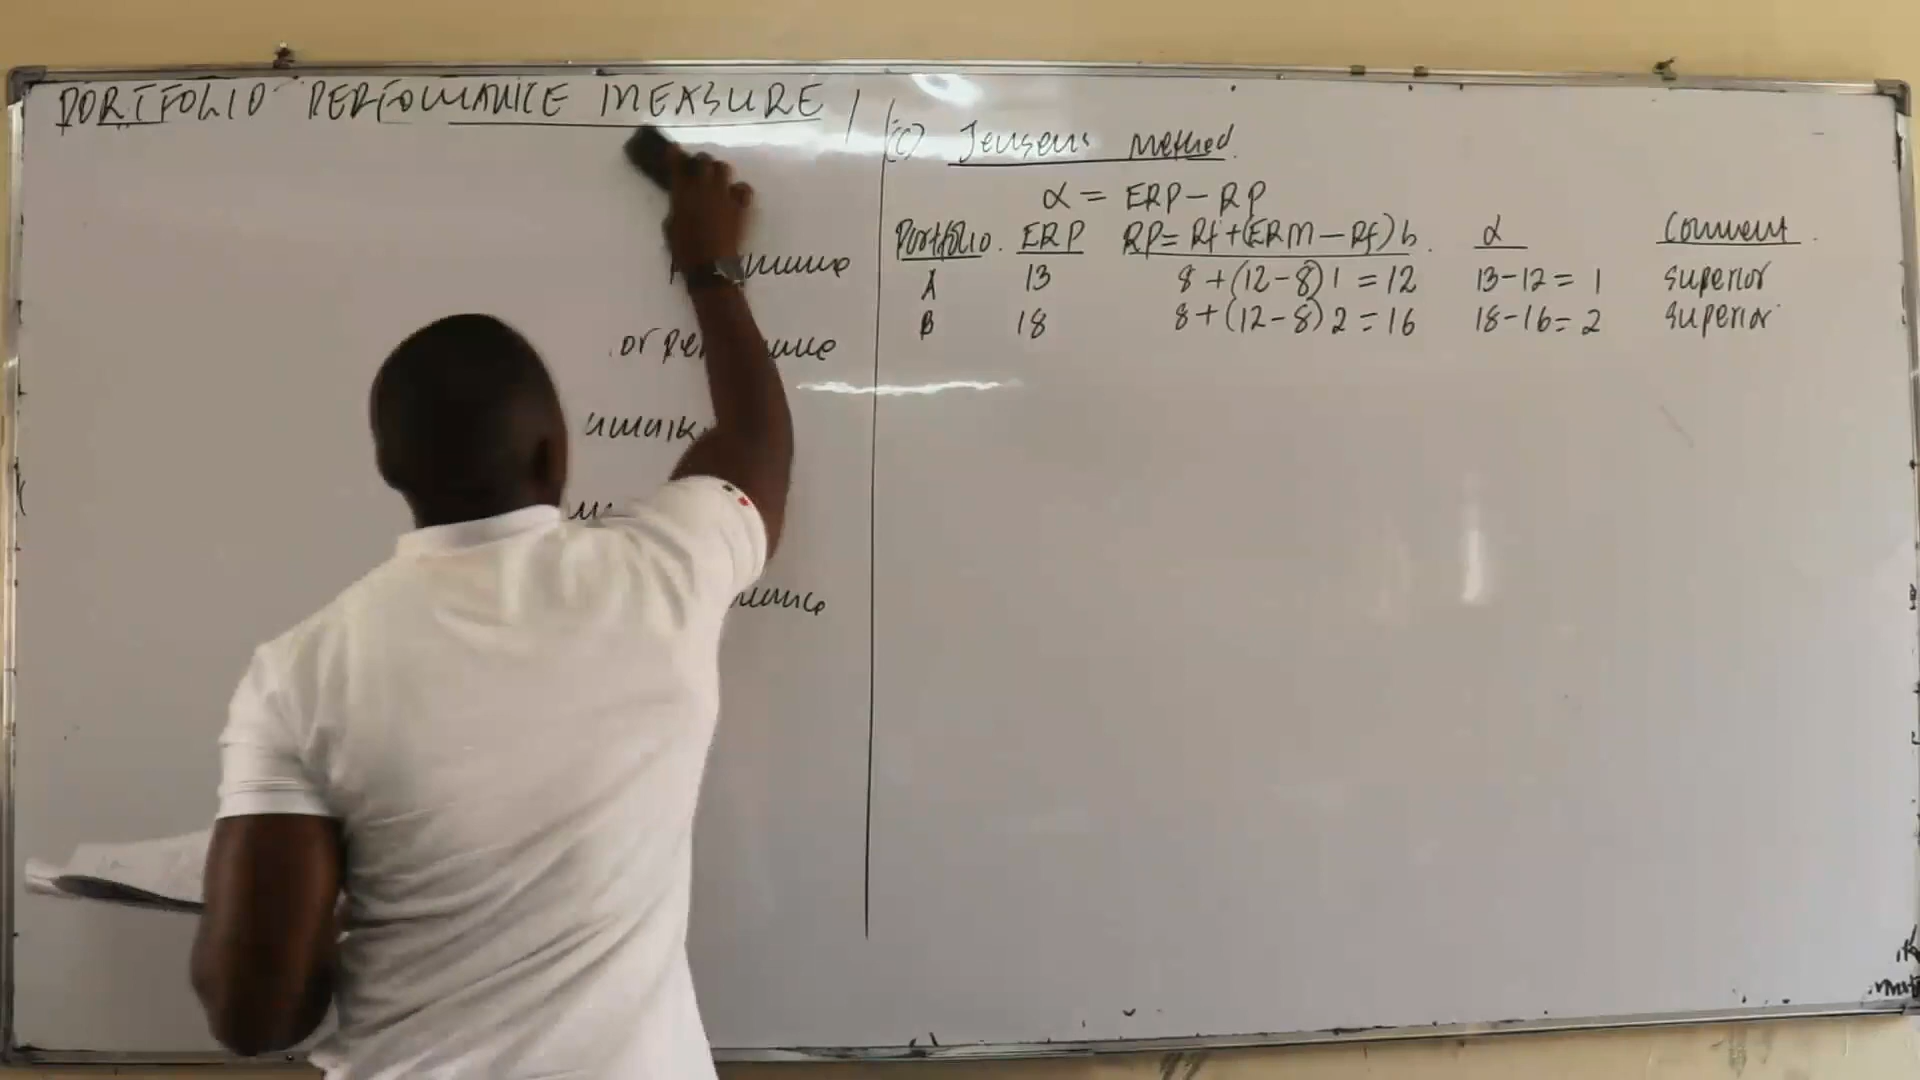 PORTFOLIO PERFOMANCE MEASURE
(c) Jensens Method.
α = ERP - RP
Portfolio. ERP RP = Rf + (ERM - Rf) b. α Comment.
A 13 8 + (12 - 8) 1 = 12 13 - 12 = 1 superior
B 18 8 + (12 - 8) 2 = 16 18 - 16 = 2 superior